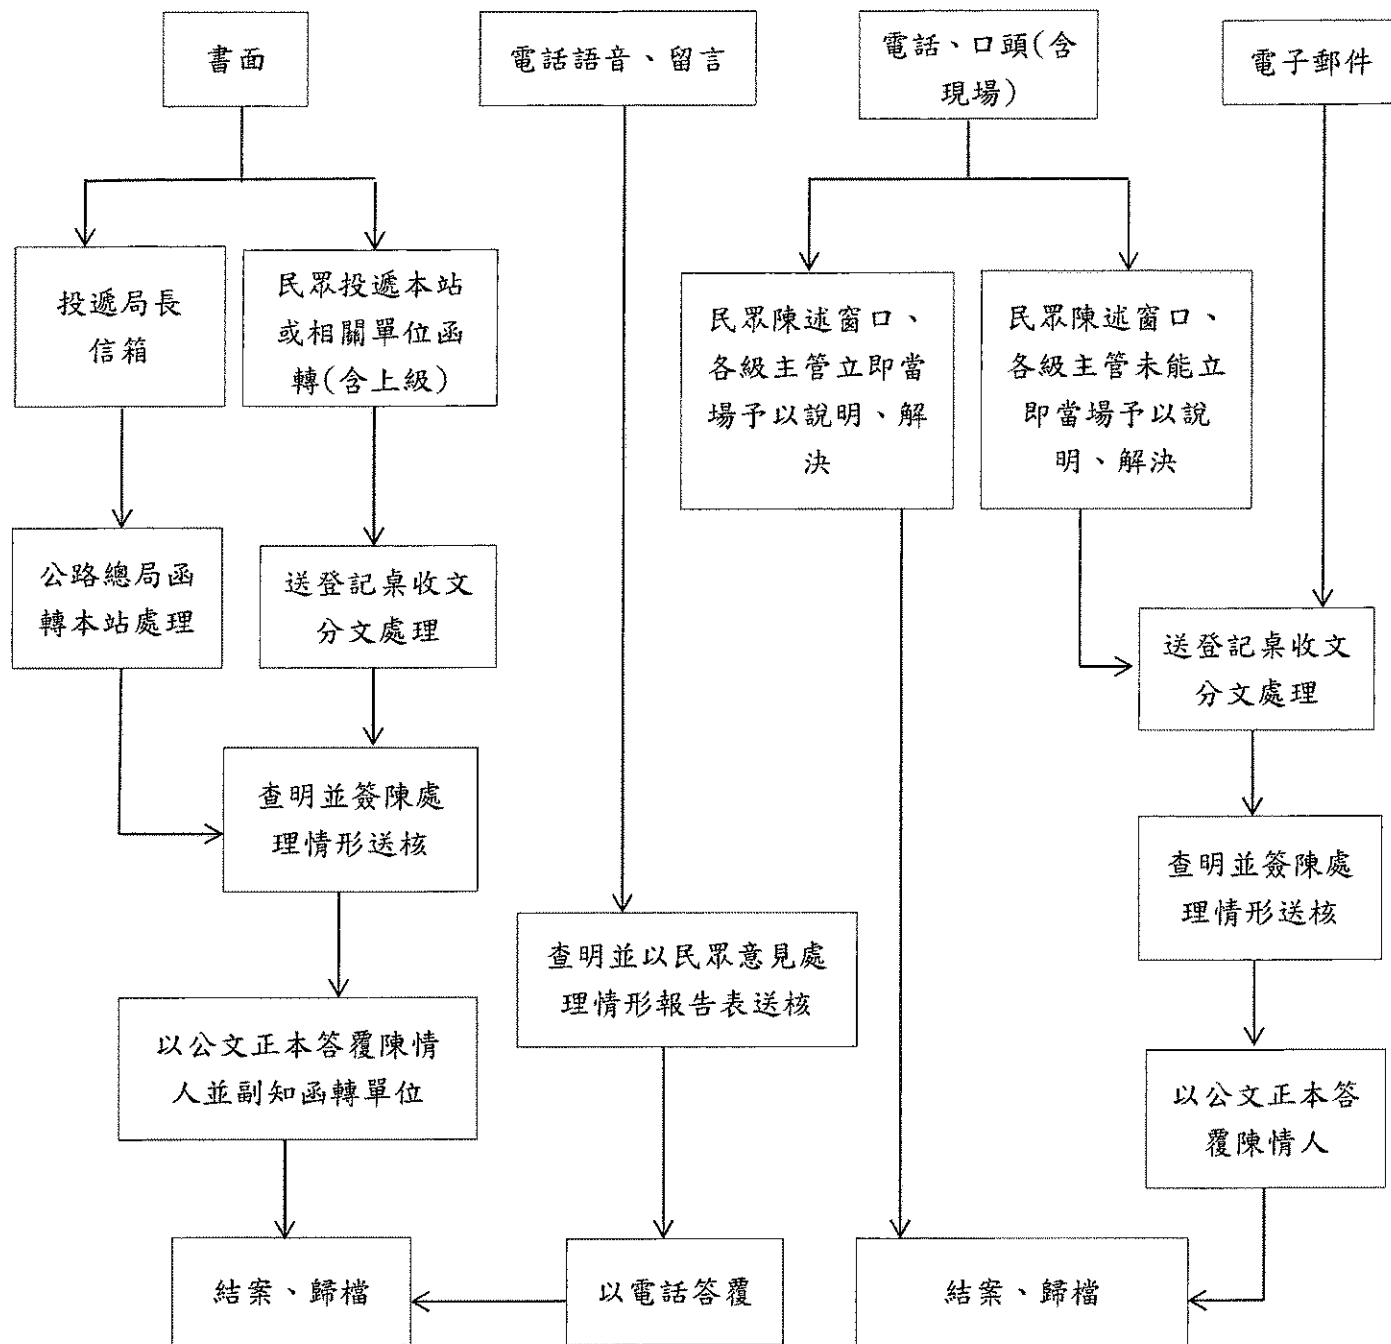 書面
電話語音、留言
電話、口頭(含
現場)
電子郵件
投遞局長
信箱
民眾投遞本站
或相關單位函
轉(含上級)
民眾陳述窗口、
各級主管立即當
場予以說明、解
決
民眾陳述窗口、
各級主管未能立
即當場予以說
明、解決
公路總局函
轉本站處理
送登記桌收文
分文處理
送登記桌收文
分文處理
查明並簽陳處
理情形送核
查明並簽陳處
理情形送核
查明並以民眾意見處
理情形報告表送核
以公文正本答覆陳情
人並副知函轉單位
以公文正本答
覆陳情人
結案、歸檔
以電話答覆
結案、歸檔